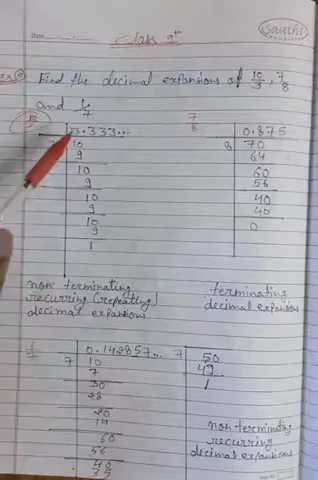 Saathi
Date
Class 9th
Find the decimal expansions of 10/3, 7/8
and 1/7
10/3
3.333...
10
9
10
9
10
9
10
9
1
non-terminating
recurring (repeating)
decimal expansions
7/8
0.875
8 70
64
60
56
40
40
0
terminating
decimal expansion
1/7
0.142857...
7 10
7
30
28
20
14
60
56
40
35
7 50
49
1
non-terminating
recurring
decimal expansions